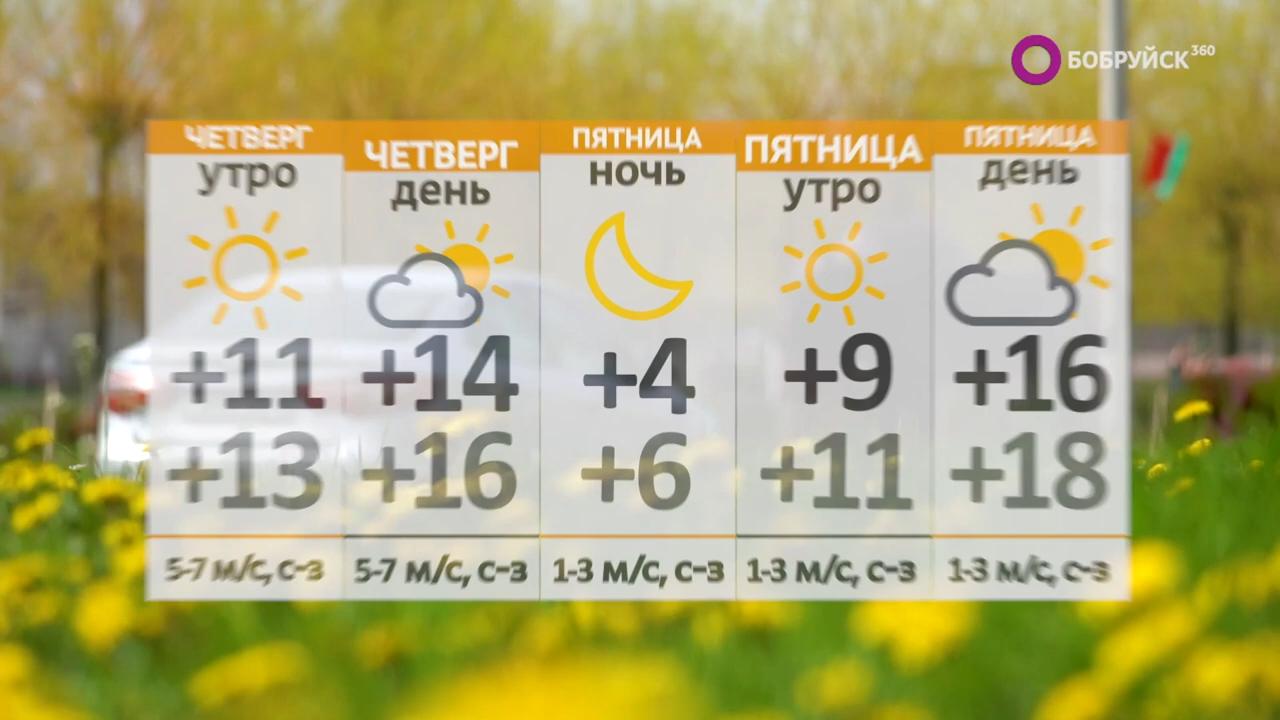 БОБРУЙСК360
ЧЕТВЕРГ
утро
+11
+13
5-7 м/с, с-з
ЧЕТВЕРГ
день
+14
+16
5-7 м/с, с-з
ПЯТНИЦА
ночь
+4
+6
1-3 м/с, с-з
ПЯТНИЦА
утро
+9
+11
1-3 м/с, с-з
ПЯТНИЦА
день
+16
+18
1-3 м/с, с-з